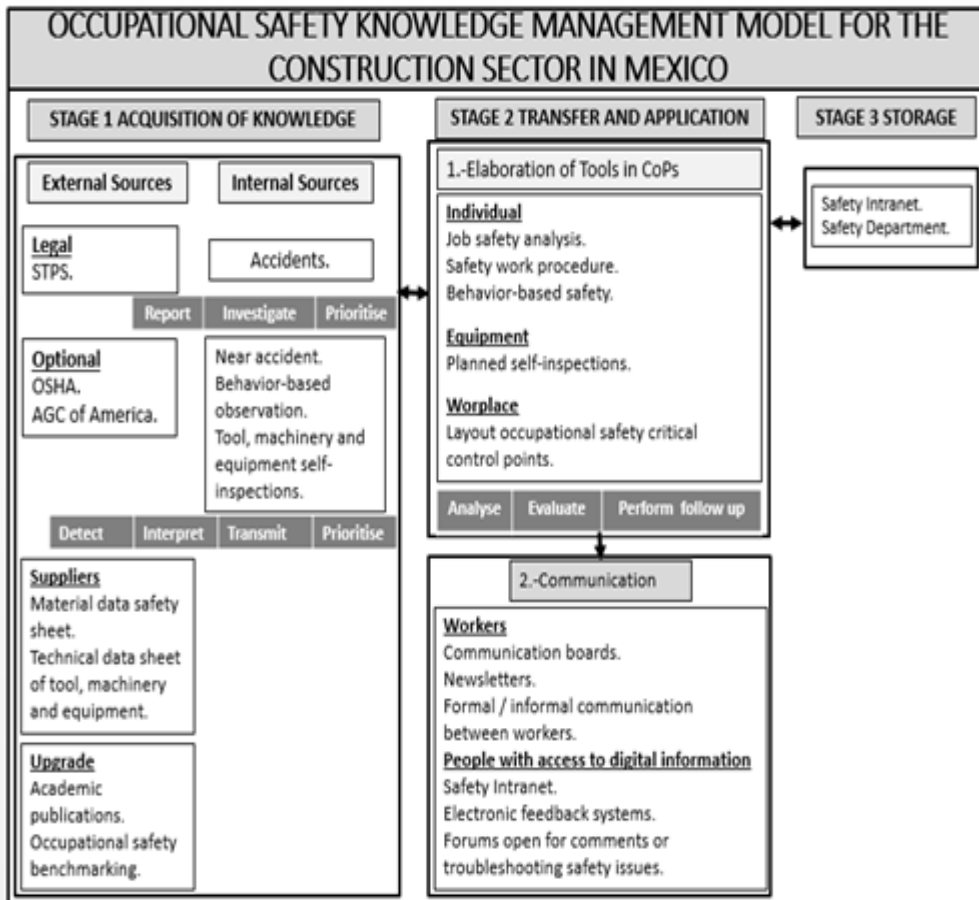 OCCUPATIONAL SAFETY KNOWLEDGE MANAGEMENT MODEL FOR THE
CONSTRUCTION SECTOR IN MEXICO
STAGE 1 ACQUISITION OF KNOWLEDGE
External Sources
Internal Sources
Legal
STPS.
Accidents.
Report
Investigate
Prioritise
Optional
OSHA.
AGC of America.
Near accident.
Behavior-based
observation.
Tool, machinery and
equipment self-
inspections.
Detect
Interpret
Transmit
Prioritise
Suppliers
Material data safety
sheet.
Technical data sheet
of tool, machinery
and equipment.
Upgrade
Academic
publications.
Occupational safety
benchmarking.
STAGE 2 TRANSFER AND APPLICATION
1.-Elaboration of Tools in CoPs
Individual
Job safety analysis.
Safety work procedure.
Behavior-based safety.
Equipment
Planned self-inspections.
Worplace
Layout occupational safety critical
control points.
Analyse
Evaluate
Perform follow up
2.-Communication
Workers
Communication boards.
Newsletters.
Formal / informal communication
between workers.
People with access to digital information
Safety Intranet.
Electronic feedback systems.
Forums open for comments or
troubleshooting safety issues.
STAGE 3 STORAGE
Safety Intranet.
Safety Department.